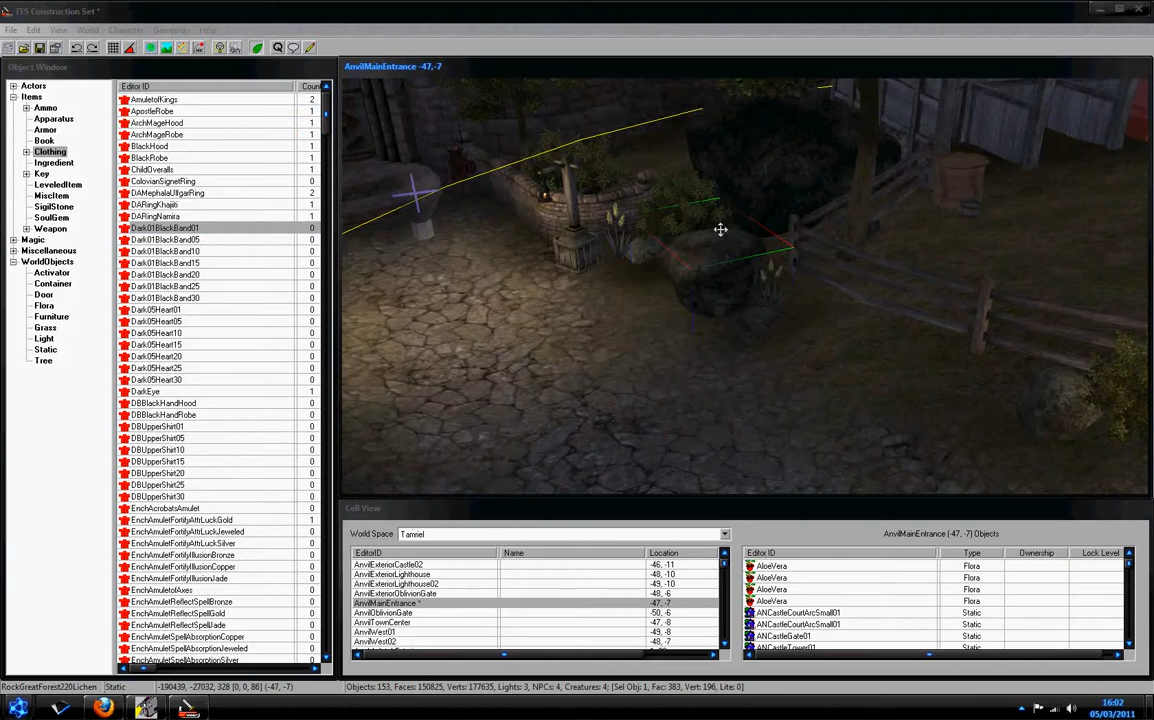 TES Construction Set *
File Edit View World Character Gameplay Help
Object Window
Actors
Items
Ammo
Apparatus
Armor
Book
Clothing
Ingredient
Key
LeveledItem
MiscItem
SigilStone
SoulGem
Weapon
Magic
Miscellaneous
WorldObjects
Activator
Container
Door
Flora
Furniture
Grass
Light
Static
Tree
Editor ID Count
AmuletofKings 2
ApostleRobe 1
ArchMageHood 1
ArchMageRobe 1
BlackHood 1
BlackRobe 1
ChildOveralls 1
ColovianSignetRing 0
DAMephalaUlfgarRing 2
DARingKhajiiti 1
DARingNamira 1
Dark01BlackBand01 0
Dark01BlackBand05 0
Dark01BlackBand10 0
Dark01BlackBand15 0
Dark01BlackBand20 0
Dark01BlackBand25 0
Dark01BlackBand30 0
Dark05Heart01 0
Dark05Heart05 0
Dark05Heart10 0
Dark05Heart15 0
Dark05Heart20 0
Dark05Heart25 0
Dark05Heart30 0
DarkEye 1
DBBlackHandHood 0
DBBlackHandRobe 0
DBUpperShirt01 0
DBUpperShirt05 0
DBUpperShirt10 0
DBUpperShirt15 0
DBUpperShirt20 0
DBUpperShirt25 0
DBUpperShirt30 0
EnchAcrobatsAmulet 0
EnchAmuletFortifyAttrLuckGold 1
EnchAmuletFortifyAttrLuckJeweled 0
EnchAmuletFortifyAttrLuckSilver 0
EnchAmuletFortifyIllusionBronze 0
EnchAmuletFortifyIllusionCopper 0
EnchAmuletFortifyIllusionJade 0
EnchAmuletofAxes 0
EnchAmuletReflectSpellBronze 0
EnchAmuletReflectSpellGold 0
EnchAmuletReflectSpellJade 0
EnchAmuletSpellAbsorptionCopper 0
EnchAmuletSpellAbsorptionJeweled 0
EnchAmuletSpellAbsorptionSilver 0
AnvilMainEntrance -47,-7
Cell View
World Space Tamriel
AnvilMainEntrance (-47, -7) Objects
EditorID Name Location
AnvilExteriorCastle02 -46, -11
AnvilExteriorLighthouse -48, -10
AnvilExteriorLighthouse02 -49, -10
AnvilExteriorOblivionGate -48, -6
AnvilMainEntrance * -47, -7
AnvilOblivionGate -50, -6
AnvilTownCenter -47, -8
AnvilWest01 -49, -8
AnvilWest02 -48, -7
Editor ID Type Ownership Lock Level
AloeVera Flora
AloeVera Flora
AloeVera Flora
AloeVera Flora
ANCastleCourtArcSmall01 Static
ANCastleCourtArcSmall01 Static
ANCastleGate01 Static
ANCastleTower01 Static
RockGreatForest220Lichen Static -190439, -27032, 328 [0, 0, 86] (-47, -7) Objects: 153, Faces: 150825, Verts: 177635, Lights: 3, NPCs: 4, Creatures: 4; [Sel Obj: 1, Face: 383, Vert: 196, Lite: 0]
16:02
05/03/2011